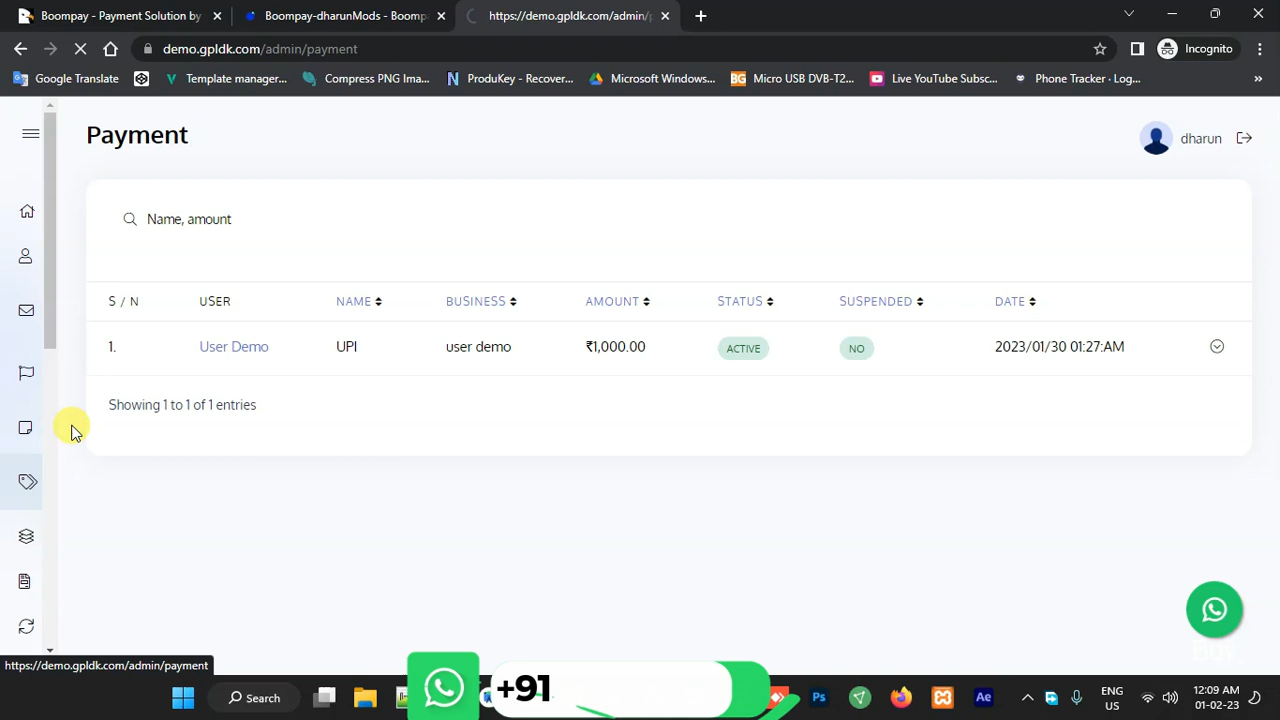 Boompay - Payment Solution by
Boompay-dharunMods - Boomp
https://demo.gpldk.com/admin/
demo.gpldk.com/admin/payment
Incognito
Google Translate
Template manager...
Compress PNG Ima...
ProduKey - Recover...
Microsoft Windows...
BG Micro USB DVB-T2...
Live YouTube Subsc...
Phone Tracker - Log...
Payment
dharun
Name, amount
S / N USER NAME BUSINESS AMOUNT STATUS SUSPENDED DATE
1. User Demo UPI user demo ₹1,000.00 ACTIVE NO 2023/01/30 01:27:AM
Showing 1 to 1 of 1 entries
https://demo.gpldk.com/admin/payment
+91
Search
Ps
Ae
ENG
US
12:09 AM
01-02-23